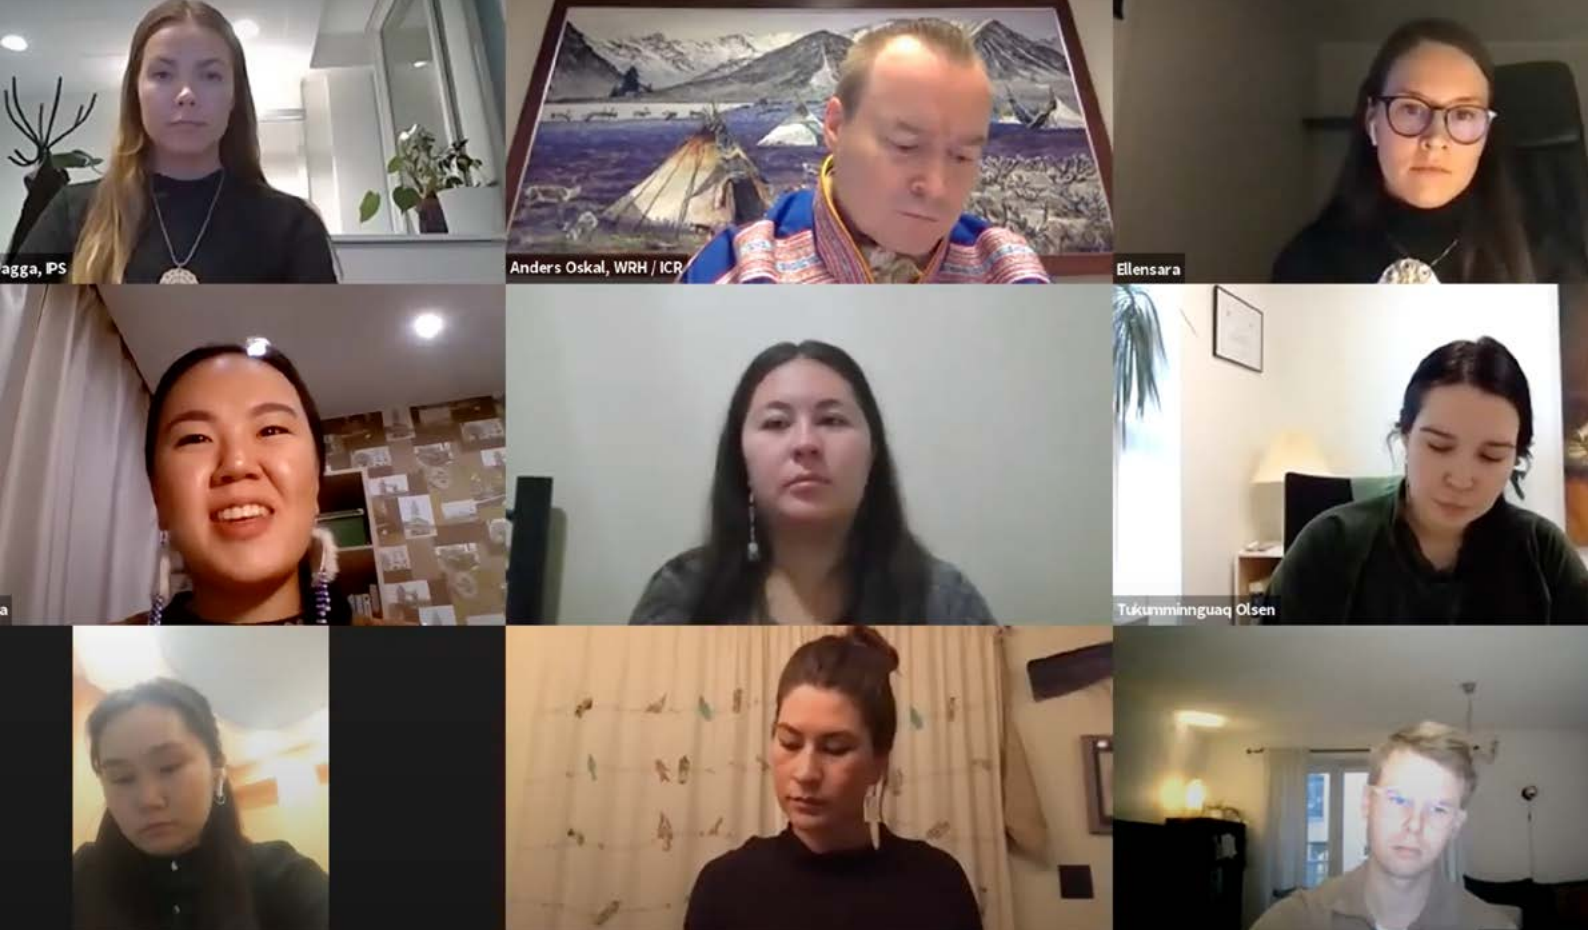 agga, IPS
Anders Oskal, WRH / ICR
Ellensara
a
Tukumminnguaq Olsen